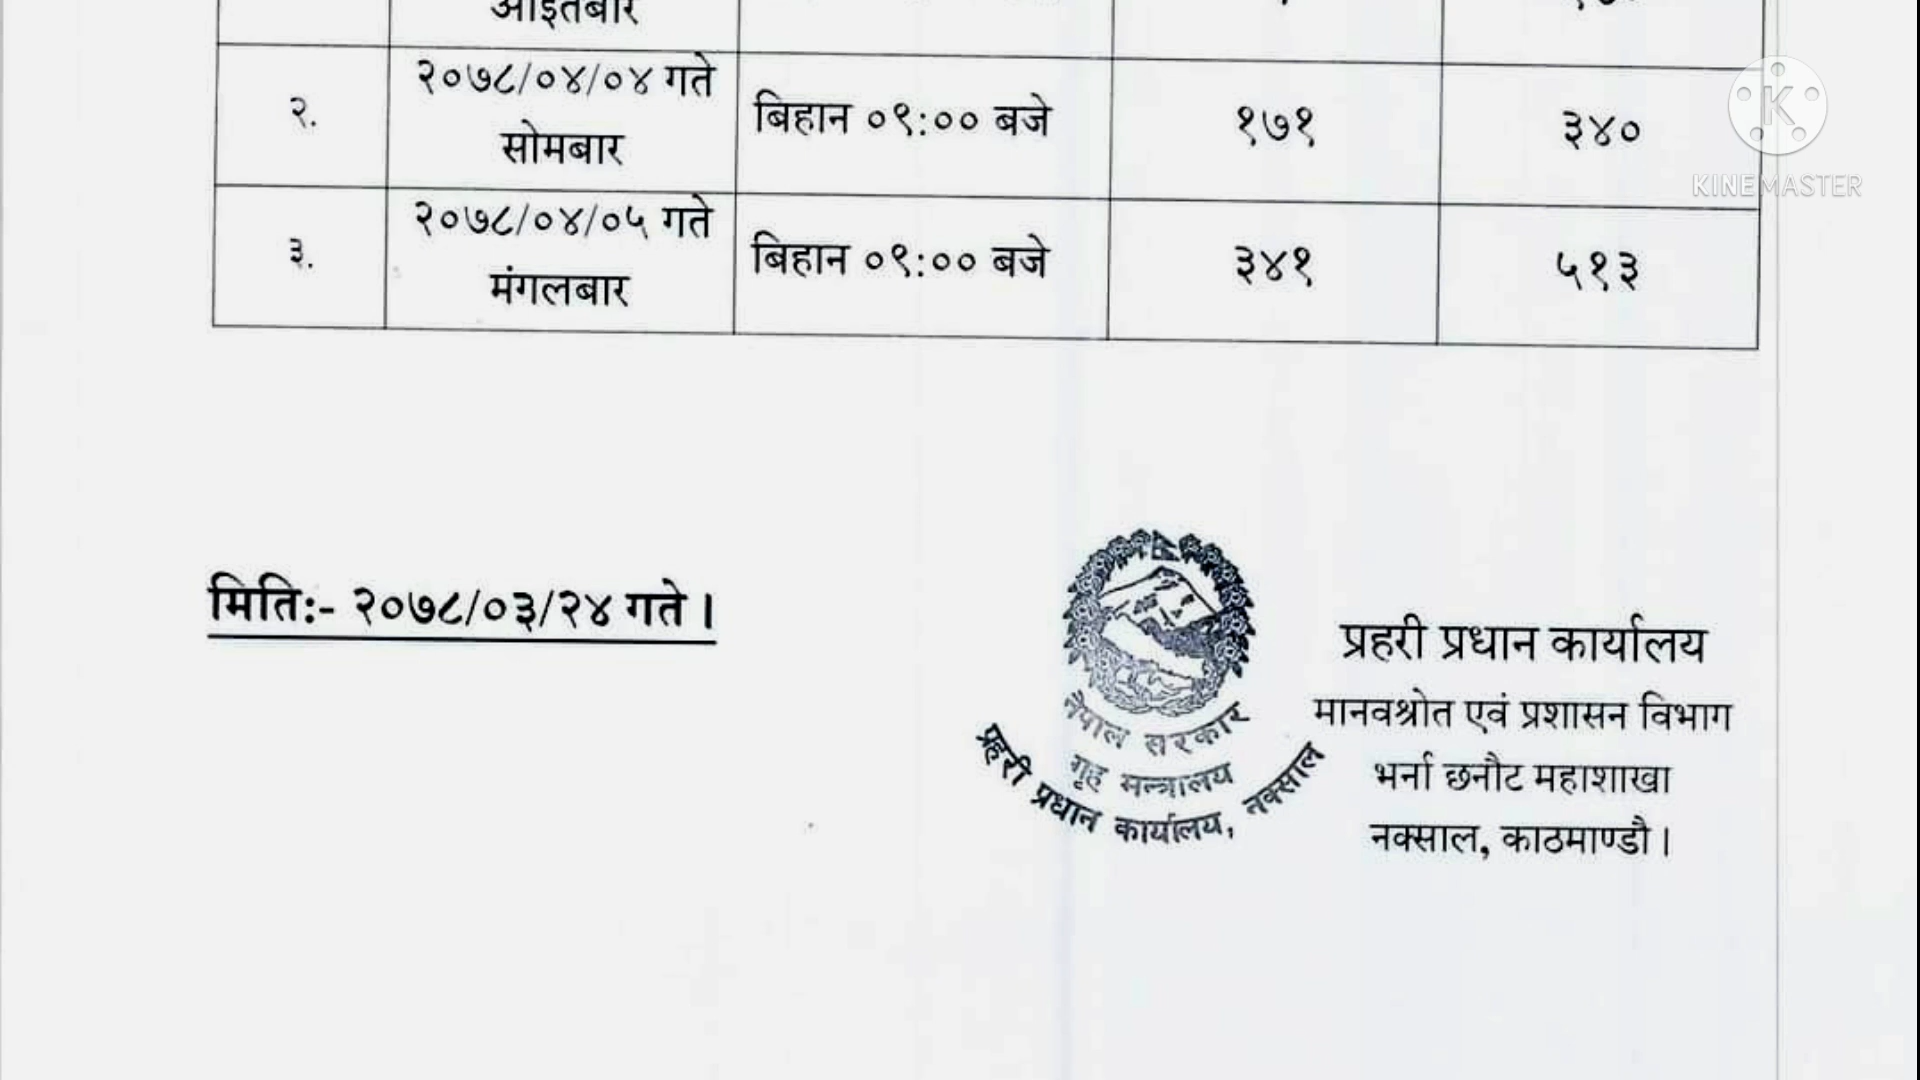 आइतबार
२.
२०७८/०४/०४ गते
सोमबार
बिहान ०९:०० बजे
१७१
३४०
३.
२०७८/०४/०५ गते
मंगलबार
बिहान ०९:०० बजे
३४१
५१३
K
KINEMASTER
मितिः- २०७८/०३/२४ गते ।
नेपाल सरकार
गृह मन्त्रालय
प्रहरी प्रधान कार्यालय, नक्साल
प्रहरी प्रधान कार्यालय
मानवश्रोत एवं प्रशासन विभाग
भर्ना छनौट महाशाखा
नक्साल, काठमाण्डौ ।